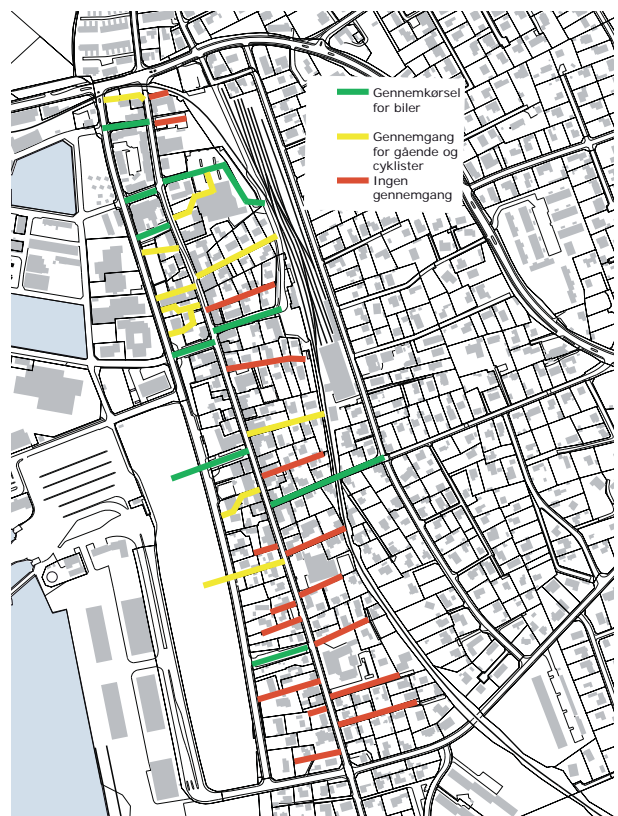 Gennemkørsel
for biler
Gennemgang
for gående og
cyklister
Ingen
gennemgang